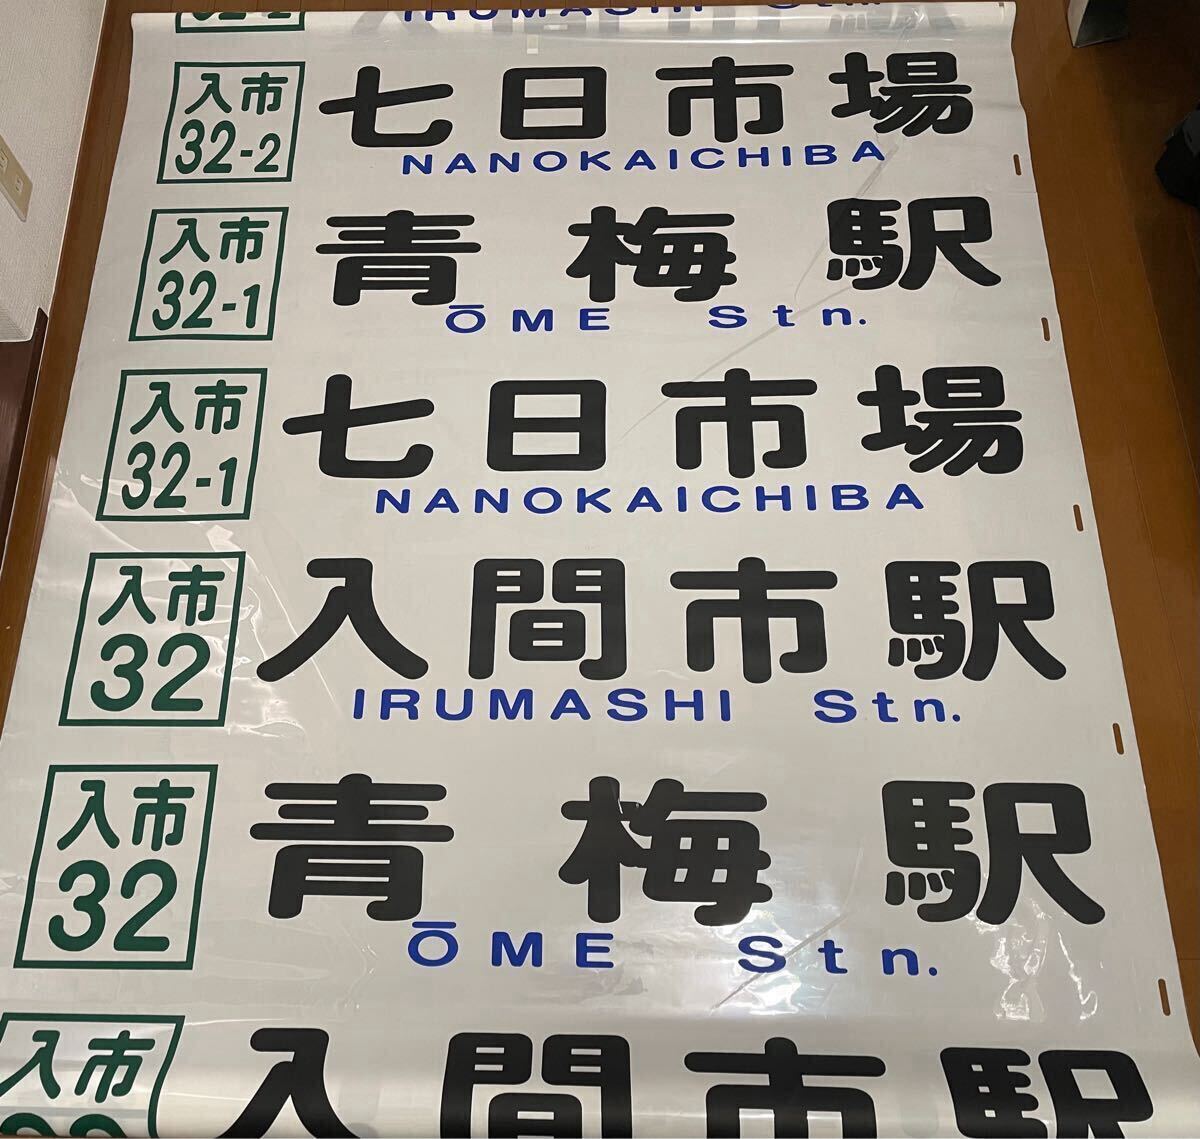 IRUMASHI Stn.
入市 七日市場
32-2 NANOKAICHIBA
入市 青梅駅
32-1 ŌME Stn.
入市 七日市場
32-1 NANOKAICHIBA
入市 入間市駅
32 IRUMASHI Stn.
入市 青梅駅
32 ŌME Stn.
入市 入間市駅